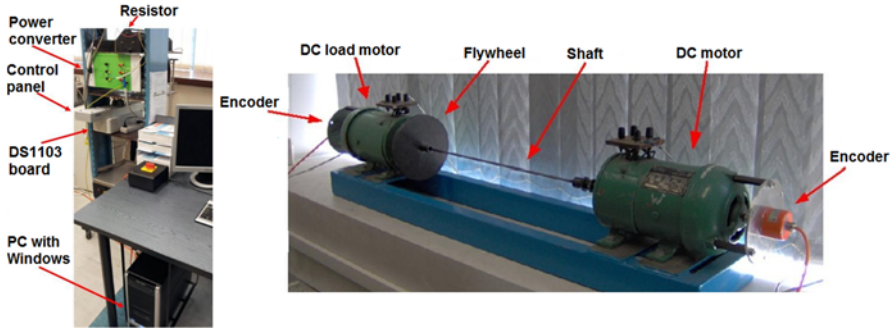 Resistor
Power
converter
Control
panel
DS1103
board
PC with
Windows
DC load motor
Flywheel
Shaft
DC motor
Encoder
Encoder